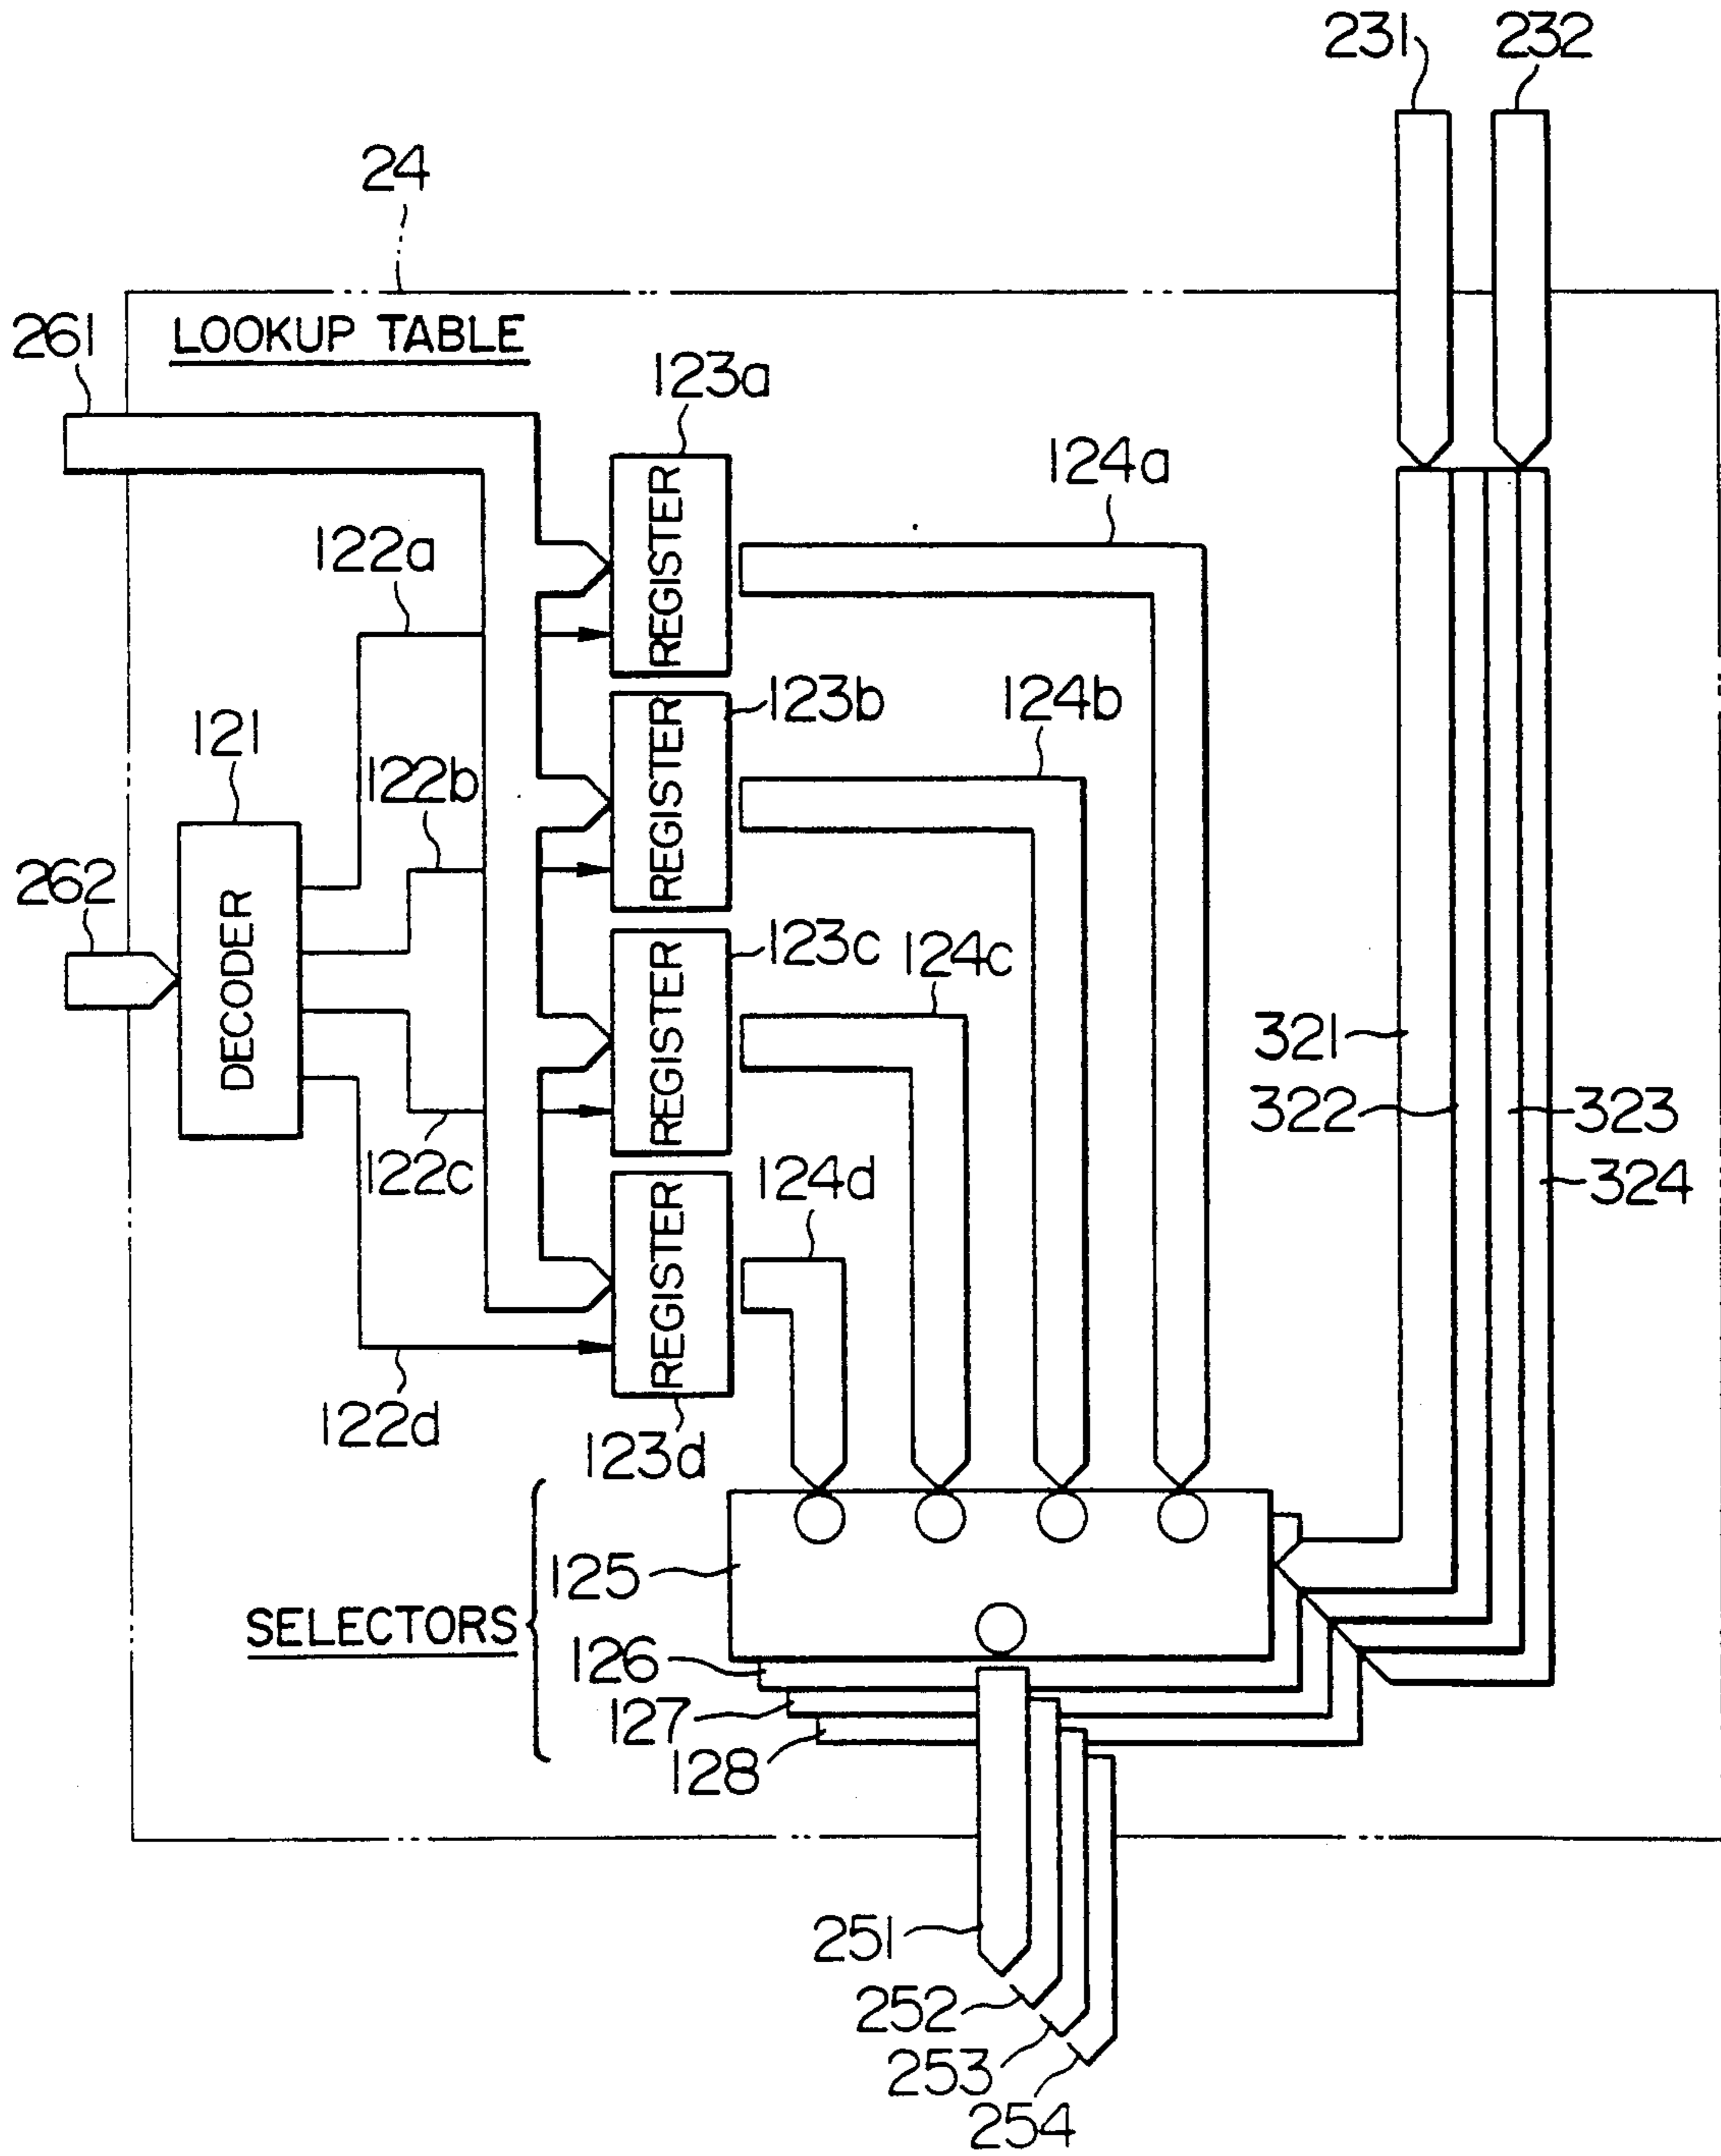 231
232
24
261
LOOKUP TABLE
123a
REGISTER
124a
122a
123b
REGISTER
124b
121
122b
262
DECODER
123c
REGISTER
124c
321
322
323
122c
124d
324
REGISTER
122d
123d
125
SELECTORS
126
127
128
251
252
253
254